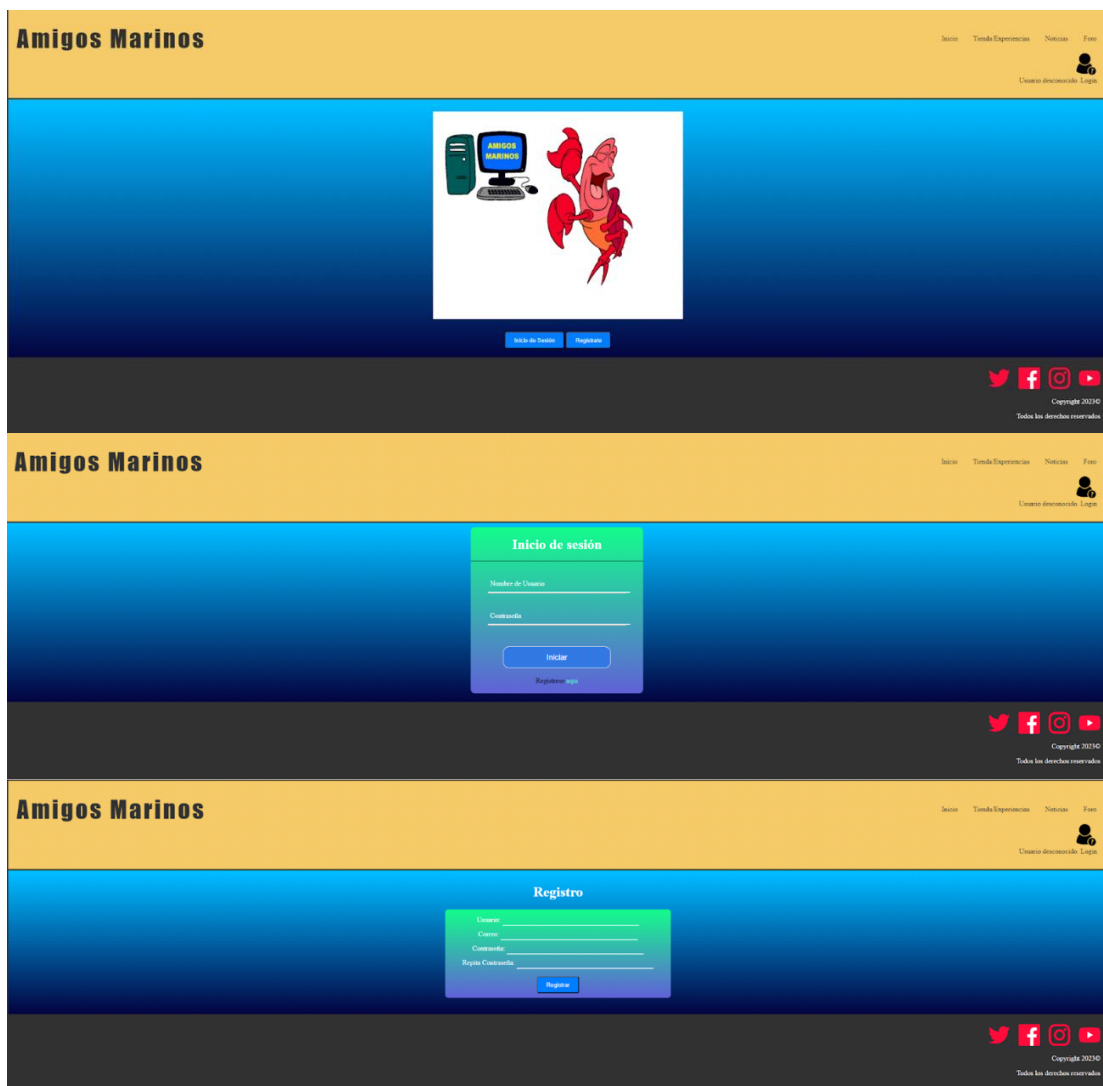 Amigos Marinos
Inicio Tienda/Experiencias Noticias Foro
Usuario desconocido Login
AMIGOS
MARINOS
Inicio de Sesión Regístrate
Copyright 2023©
Todos los derechos reservados
Amigos Marinos
Inicio Tienda/Experiencias Noticias Foro
Usuario desconocido Login
Inicio de sesión
Nombre de Usuario
Contraseña
Iniciar
Registrese aquí
Copyright 2023©
Todos los derechos reservados
Amigos Marinos
Inicio Tienda/Experiencias Noticias Foro
Usuario desconocido Login
Registro
Usuario:
Correo:
Contraseña:
Repita Contraseña:
Registrar
Copyright 2023©
Todos los derechos reservados